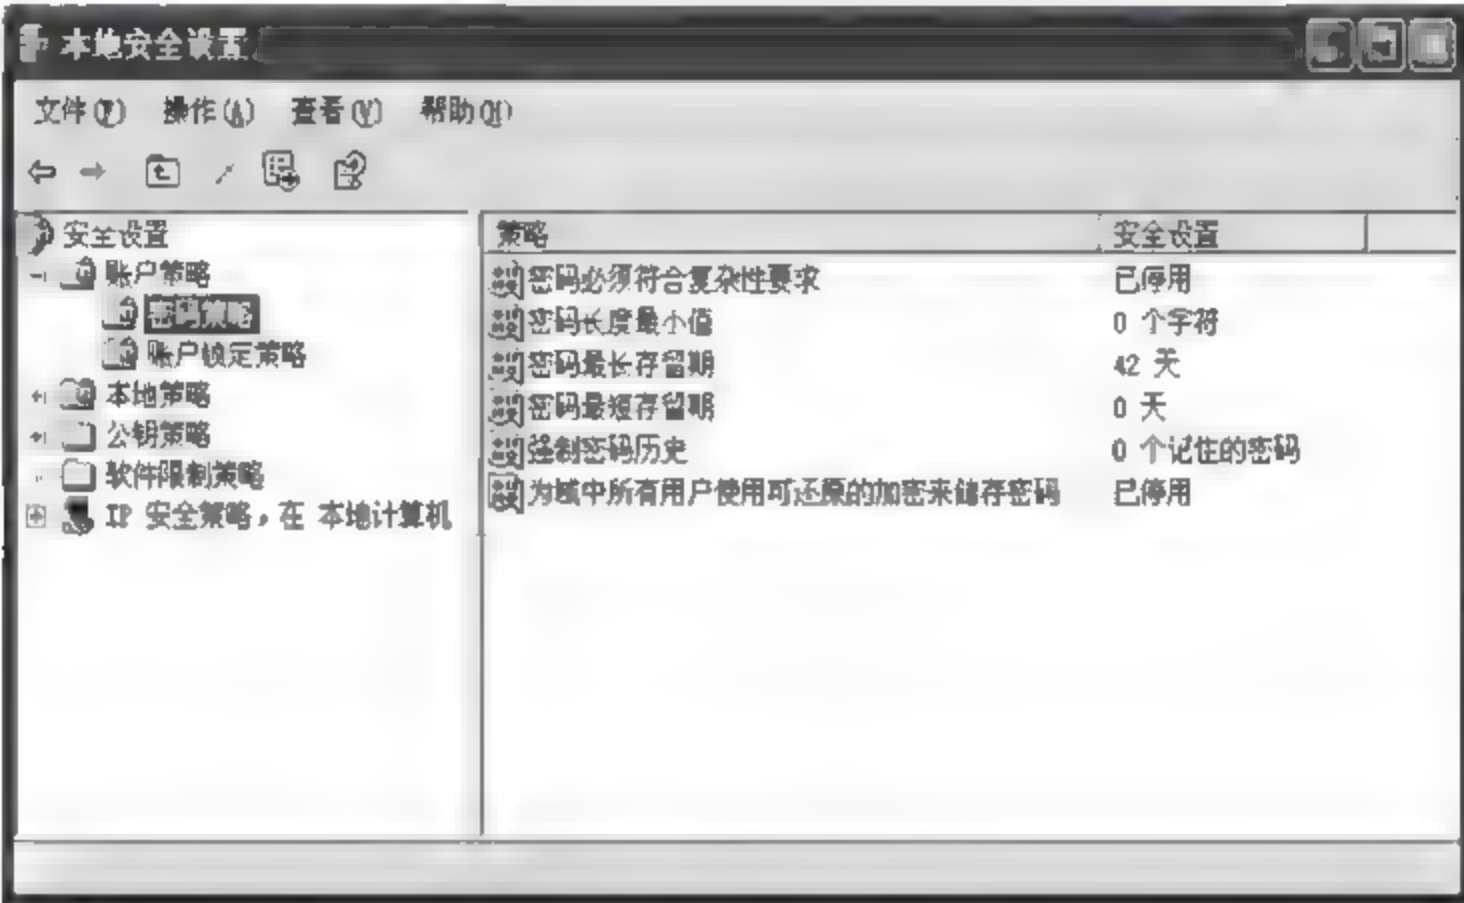 本地安全设置
文件(F) 操作(A) 查看(V) 帮助(H)
安全设置
账户策略
密码策略
账户锁定策略
本地策略
公钥策略
软件限制策略
IP 安全策略，在 本地计算机
策略 安全设置
密码必须符合复杂性要求 已停用
密码长度最小值 0 个字符
密码最长存留期 42 天
密码最短存留期 0 天
强制密码历史 0 个记住的密码
为域中所有用户使用可还原的加密来储存密码 已停用